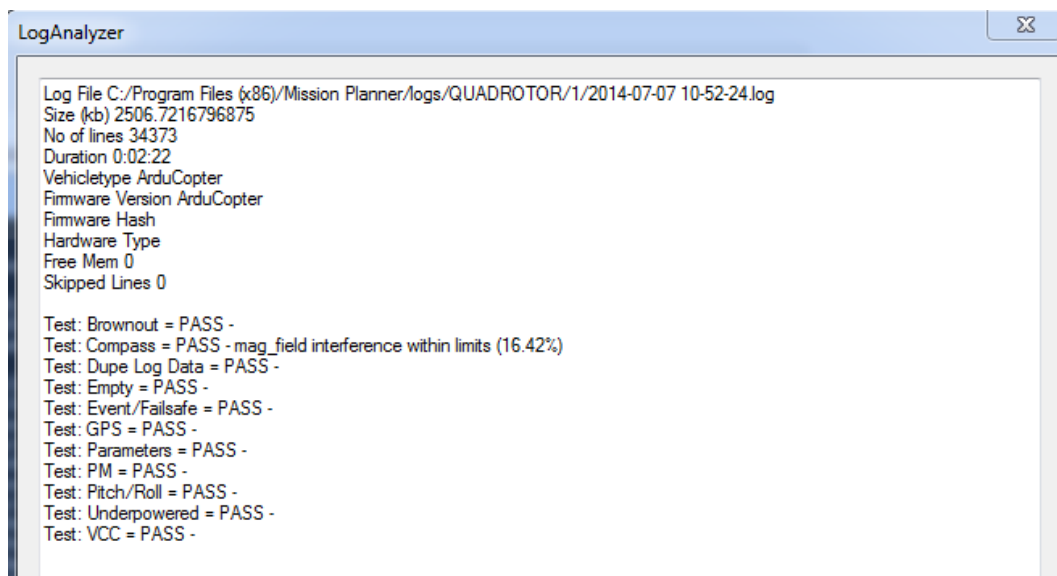 LogAnalyzer
Log File C:/Program Files (x86)/Mission Planner/logs/QUADROTOR/1/2014-07-07 10-52-24.log
Size (kb) 2506.7216796875
No of lines 34373
Duration 0:02:22
Vehicletype ArduCopter
Firmware Version ArduCopter
Firmware Hash
Hardware Type
Free Mem 0
Skipped Lines 0
Test: Brownout = PASS -
Test: Compass = PASS - mag_field interference within limits (16.42%)
Test: Dupe Log Data = PASS -
Test: Empty = PASS -
Test: Event/Failsafe = PASS -
Test: GPS = PASS -
Test: Parameters = PASS -
Test: PM = PASS -
Test: Pitch/Roll = PASS -
Test: Underpowered = PASS -
Test: VCC = PASS -